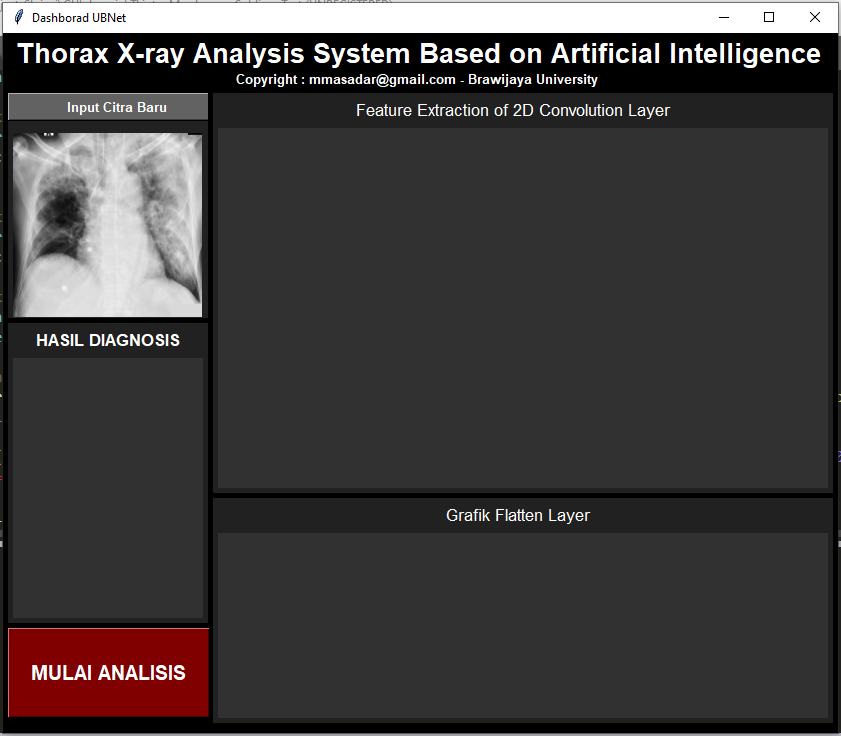 Dashborad UBNet
Thorax X-ray Analysis System Based on Artificial Intelligence
Copyright : mmasadar@gmail.com - Brawijaya University
Input Citra Baru
Feature Extraction of 2D Convolution Layer
HASIL DIAGNOSIS
Grafik Flatten Layer
MULAI ANALISIS